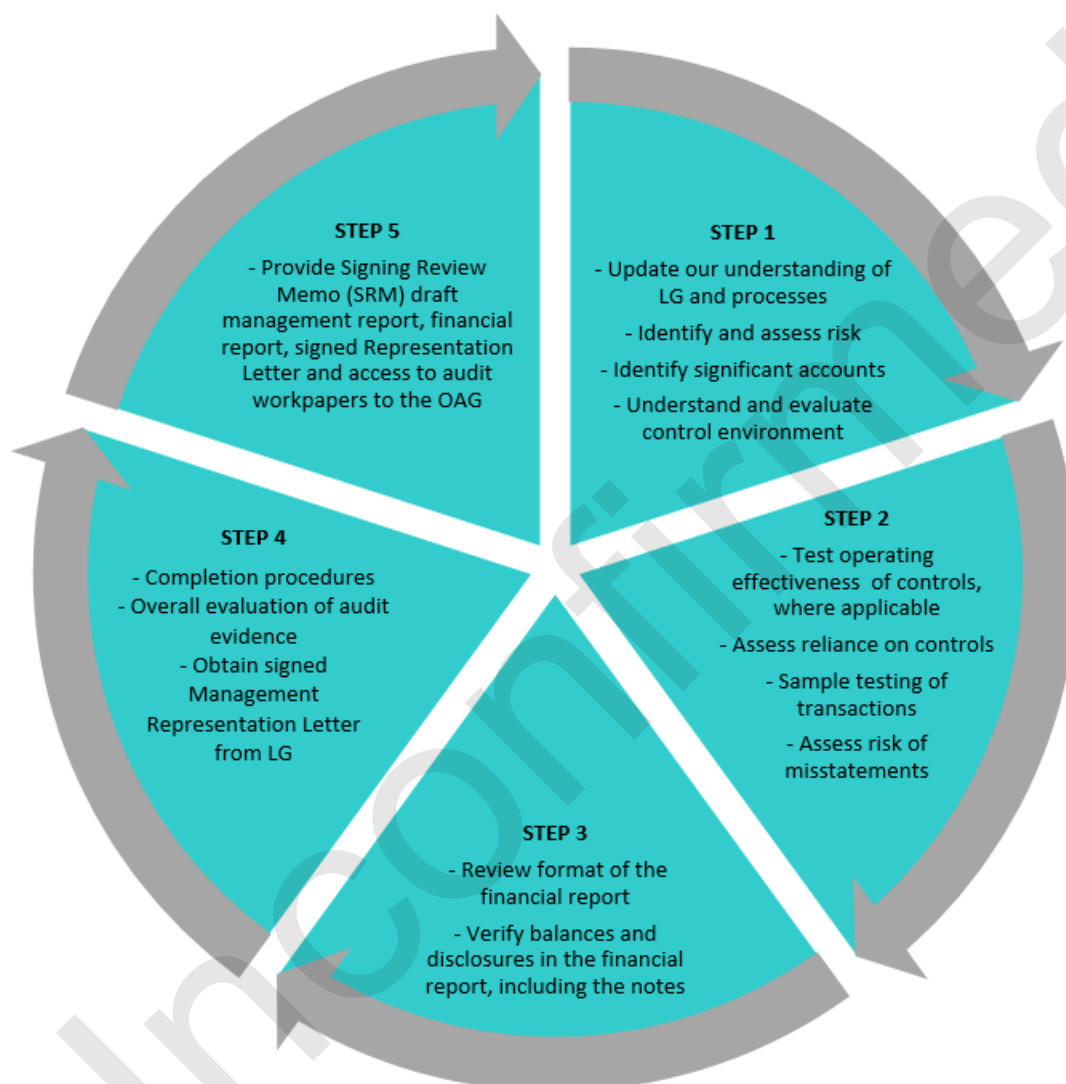 STEP 1
- Update our understanding of
LG and processes
- Identify and assess risk
- Identify significant accounts
- Understand and evaluate
control environment
STEP 2
- Test operating
effectiveness of controls,
where applicable
- Assess reliance on controls
- Sample testing of
transactions
- Assess risk of
misstatements
STEP 3
- Review format of the
financial report
- Verify balances and
disclosures in the financial
report, including the notes
STEP 4
- Completion procedures
- Overall evaluation of audit
evidence
- Obtain signed
Management
Representation Letter
from LG
STEP 5
- Provide Signing Review
Memo (SRM) draft
management report, financial
report, signed Representation
Letter and access to audit
workpapers to the OAG